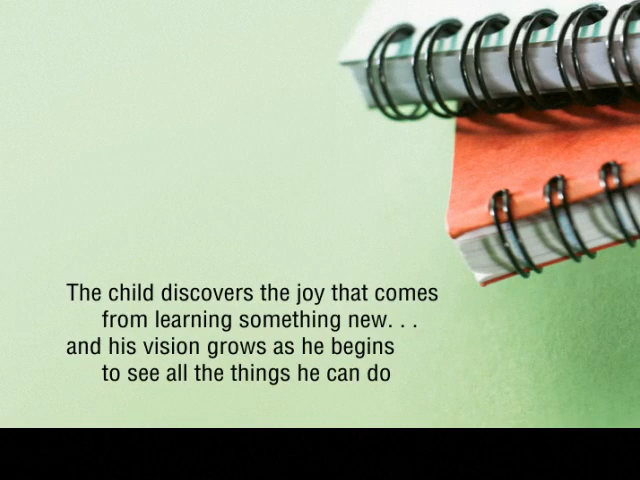 The child discovers the joy that comes
from learning something new. . .
and his vision grows as he begins
to see all the things he can do